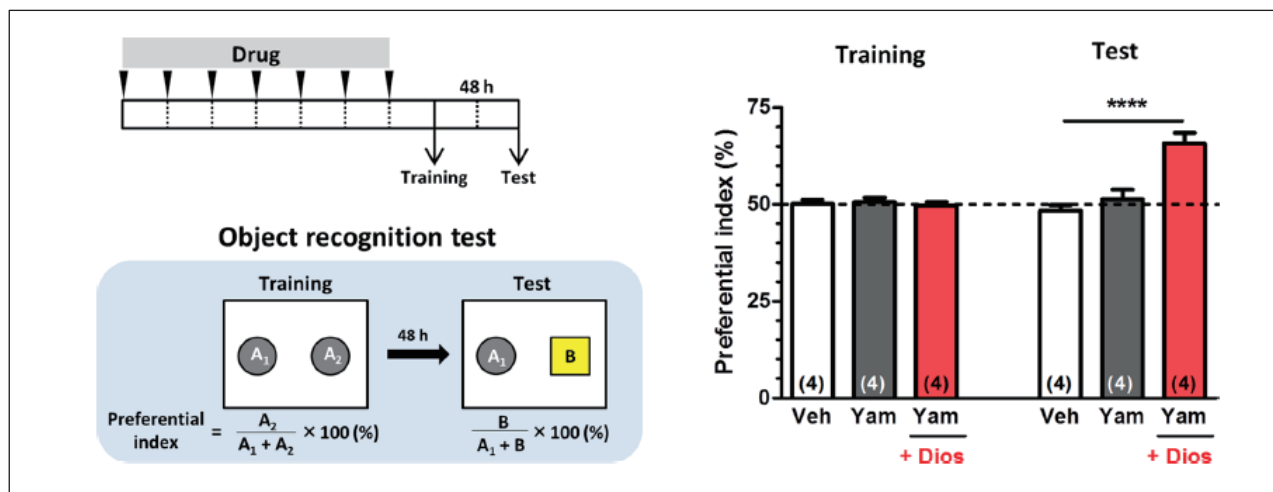 Drug
48 h
Training Test
Object recognition test
Training Test
A1 A2
48 h
A1 B
Preferential index = A2 / A1 + A2 × 100 (%)
B / A1 + B × 100 (%)
Training Test
Preferential index (%)
75
50
25
0
****
(4) (4) (4) (4) (4) (4)
Veh Yam Yam Veh Yam Yam
+ Dios + Dios